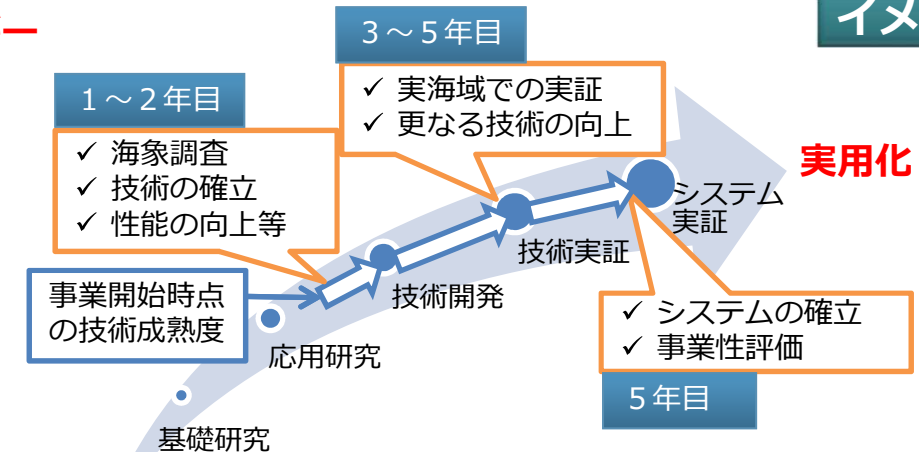 ー
イメ
3～5年目
✓ 実海域での実証
✓ 更なる技術の向上
1～2年目
✓ 海象調査
✓ 技術の確立
✓ 性能の向上等
実用化
システム
実証
技術実証
技術開発
事業開始時点
の技術成熟度
応用研究
✓ システムの確立
✓ 事業性評価
5年目
基礎研究